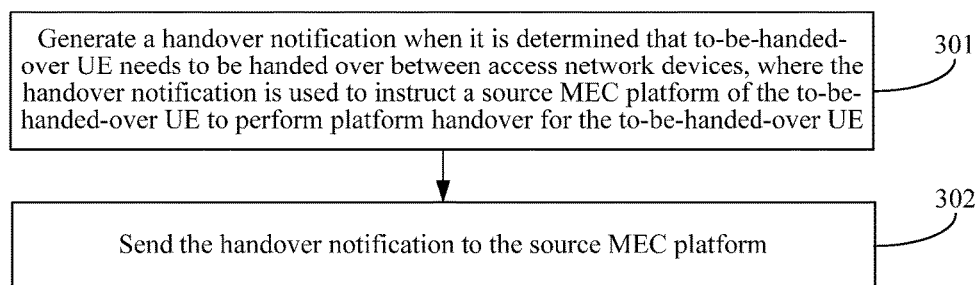 Generate a handover notification when it is determined that to-be-handed-
over UE needs to be handed over between access network devices, where the
handover notification is used to instruct a source MEC platform of the to-be-
handed-over UE to perform platform handover for the to-be-handed-over UE
301
Send the handover notification to the source MEC platform
302